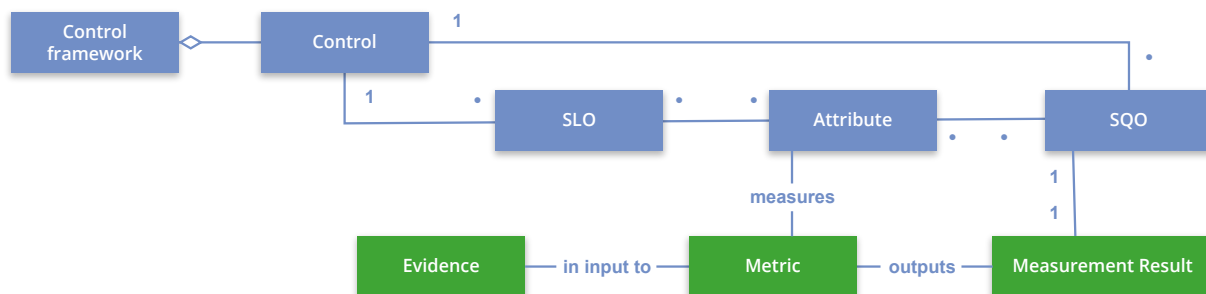 Control
framework
Control
1
1
SLO
Attribute
SQO
measures
1
1
Evidence
in input to
Metric
outputs
Measurement Result